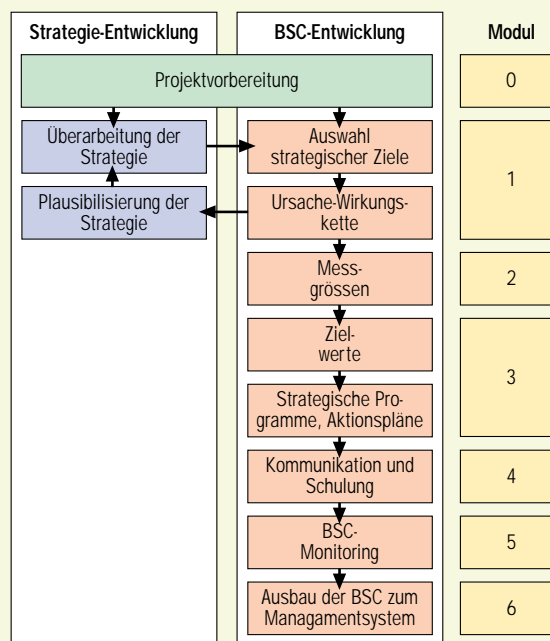 Strategie-Entwicklung
BSC-Entwicklung
Modul
Projektvorbereitung
0
Überarbeitung der
Strategie
Auswahl
strategischer Ziele
1
Plausibilisierung der
Strategie
Ursache-Wirkungs-
kette
Mess-
grössen
2
Ziel-
werte
3
Strategische Pro-
gramme, Aktionspläne
Kommunikation und
Schulung
4
BSC-
Monitoring
5
Ausbau der BSC zum
Managamentsystem
6